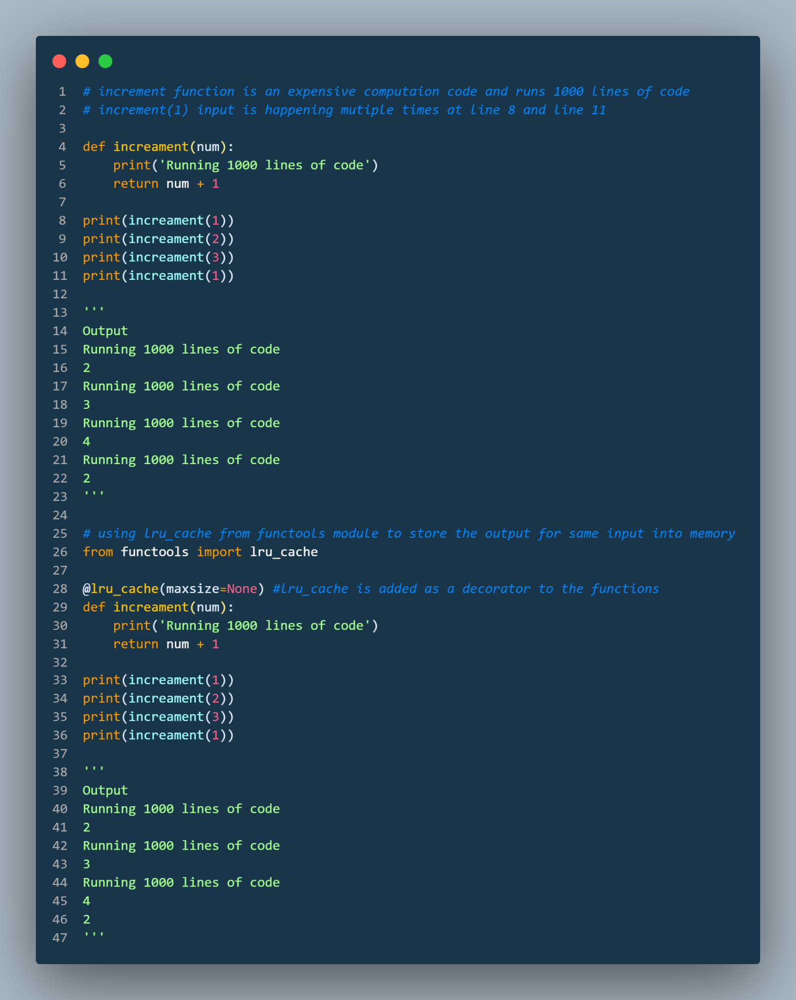 1 # increment function is an expensive computaion code and runs 1000 lines of code
2 # increment(1) input is happening mutiple times at line 8 and line 11
3
4 def increament(num):
5     print('Running 1000 lines of code')
6     return num + 1
7
8 print(increament(1))
9 print(increament(2))
10 print(increament(3))
11 print(increament(1))
12
13 '''
14 Output
15 Running 1000 lines of code
16 2
17 Running 1000 lines of code
18 3
19 Running 1000 lines of code
20 4
21 Running 1000 lines of code
22 2
23 '''
24
25 # using lru_cache from functools module to store the output for same input into memory
26 from functools import lru_cache
27
28 @lru_cache(maxsize=None) #lru_cache is added as a decorator to the functions
29 def increament(num):
30     print('Running 1000 lines of code')
31     return num + 1
32
33 print(increament(1))
34 print(increament(2))
35 print(increament(3))
36 print(increament(1))
37
38 '''
39 Output
40 Running 1000 lines of code
41 2
42 Running 1000 lines of code
43 3
44 Running 1000 lines of code
45 4
46 2
47 '''